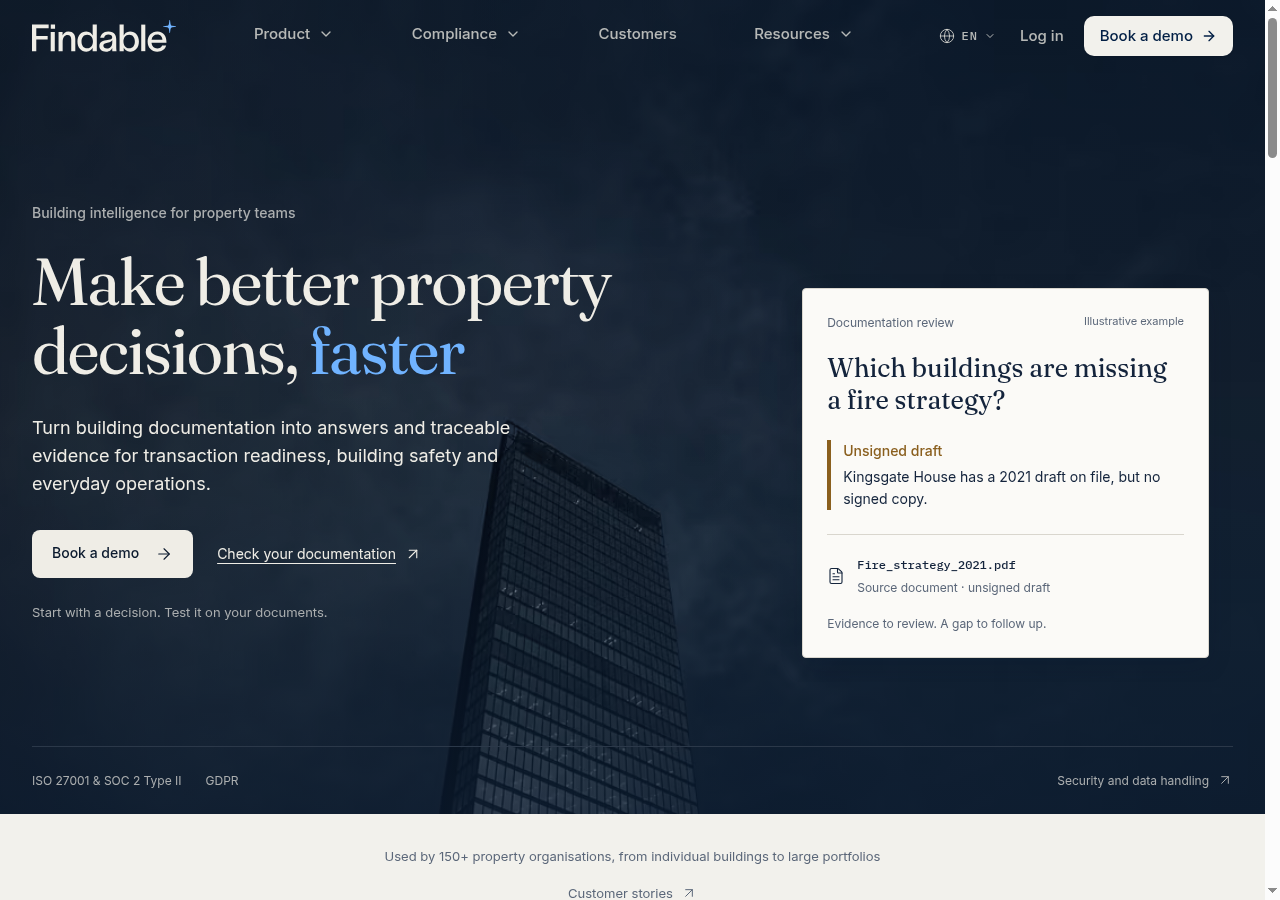 Findable
Product
Compliance
Customers
Resources
EN
Log in
Book a demo
Building intelligence for property teams
Make better property
decisions, faster
Turn building documentation into answers and traceable
evidence for transaction readiness, building safety and
everyday operations.
Book a demo
Check your documentation
Start with a decision. Test it on your documents.
Documentation review
Illustrative example
Which buildings are missing
a fire strategy?
Unsigned draft
Kingsgate House has a 2021 draft on file, but no
signed copy.
Fire_strategy_2021.pdf
Source document · unsigned draft
Evidence to review. A gap to follow up.
ISO 27001 & SOC 2 Type II
GDPR
Security and data handling
Used by 150+ property organisations, from individual buildings to large portfolios
Customer stories